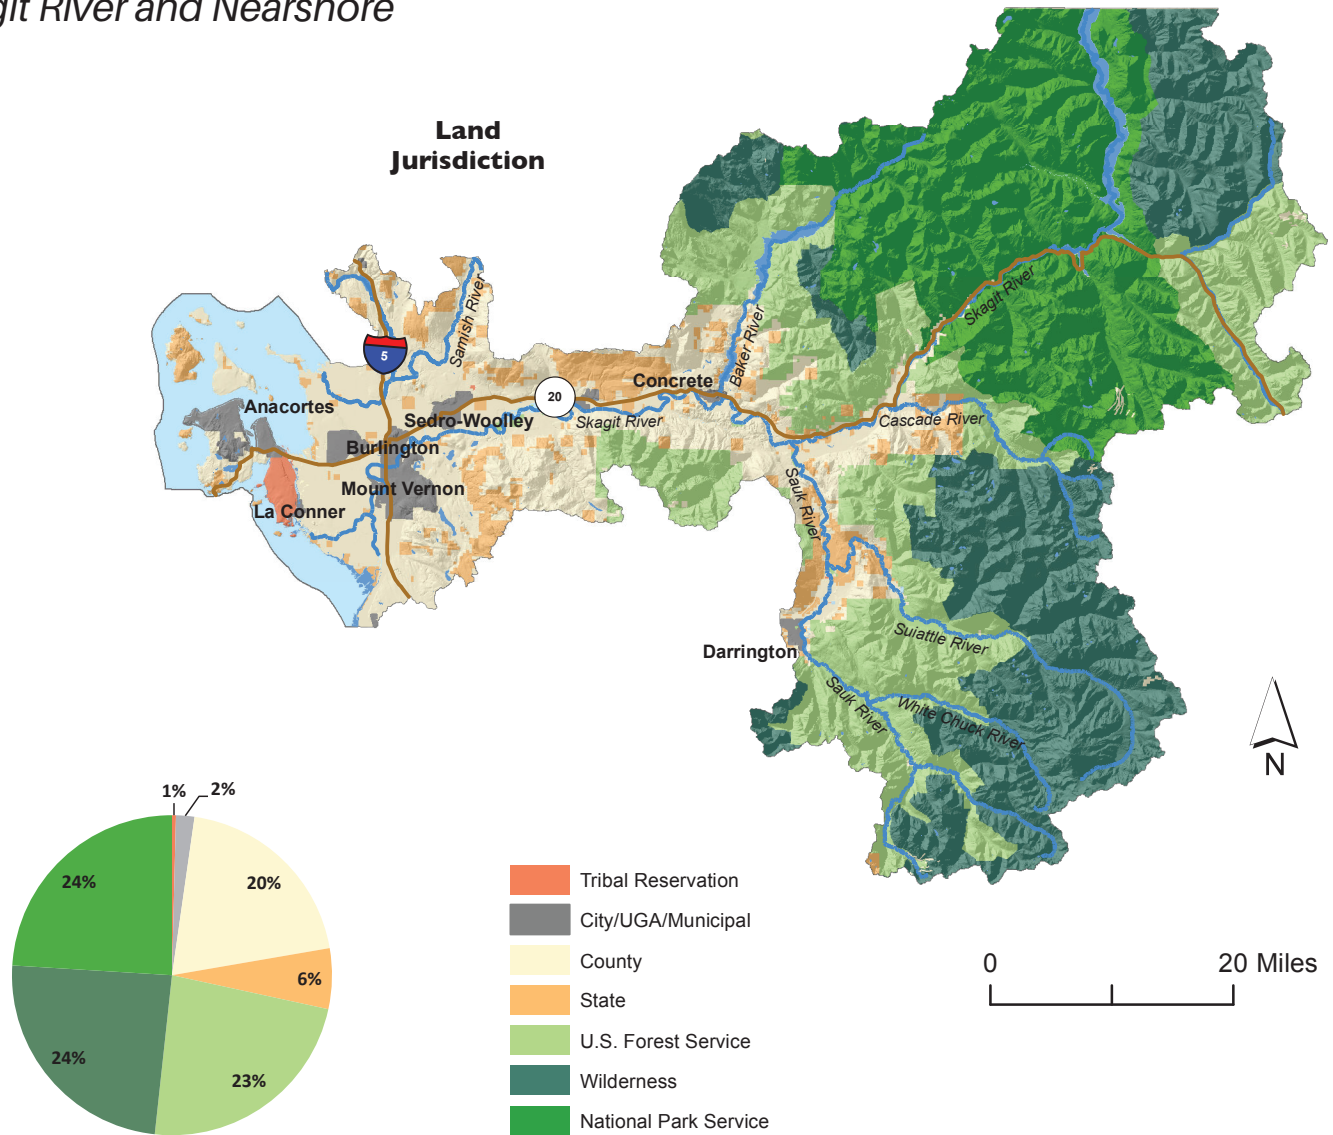 git River and Nearshore
Land
Jurisdiction
5
Samish River
Anacortes
Sedro-Woolley
20
Concrete
Baker River
Skagit River
Skagit River
Cascade River
Burlington
Mount Vernon
La Conner
Sauk River
Darrington
Suiattle River
Sauk River
White Chuck River
N
1%
2%
20%
6%
23%
24%
24%
Tribal Reservation
City/UGA/Municipal
County
State
U.S. Forest Service
Wilderness
National Park Service
0 20 Miles